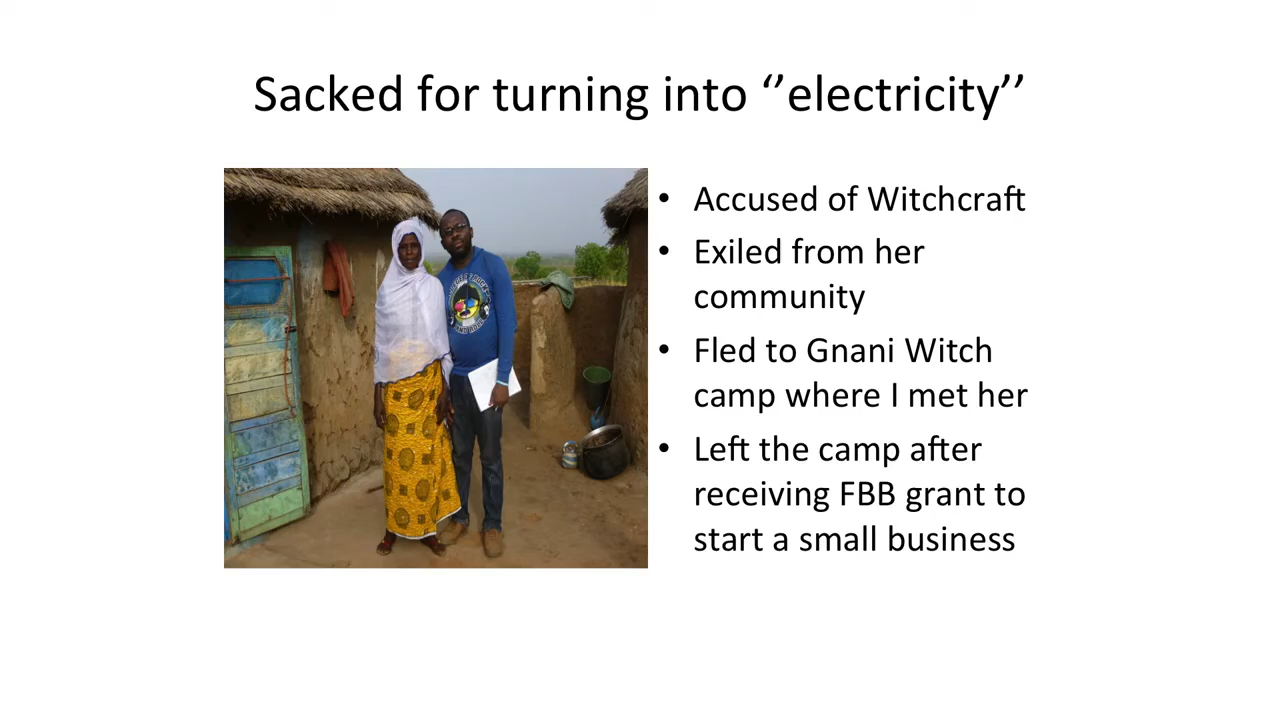 Sacked for turning into ‘’electricity’’
• Accused of Witchcraft
• Exiled from her
community
• Fled to Gnani Witch
camp where I met her
• Left the camp after
receiving FBB grant to
start a small business